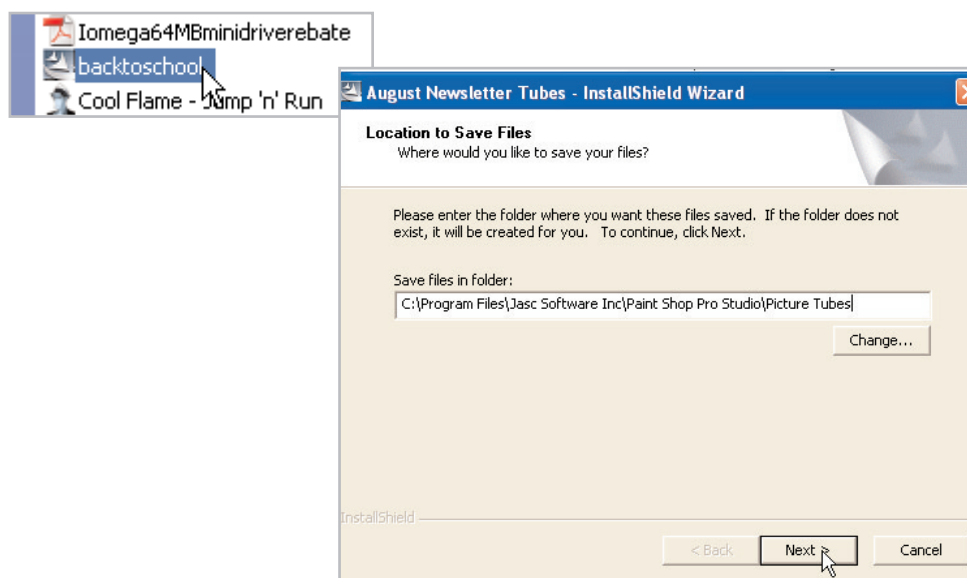 Iomega64MBminidriverebate
backtoschool
Cool Flame - Jump 'n' Run
August Newsletter Tubes - InstallShield Wizard
Location to Save Files
Where would you like to save your files?
Please enter the folder where you want these files saved. If the folder does not
exist, it will be created for you. To continue, click Next.
Save files in folder:
C:\Program Files\Jasc Software Inc\Paint Shop Pro Studio\Picture Tubes
Change...
InstallShield
< Back
Next >
Cancel